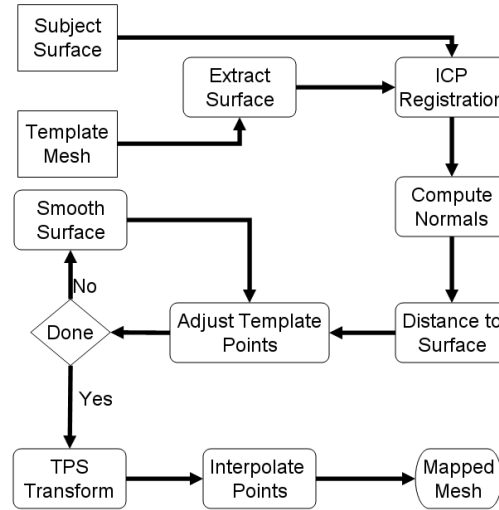 Subject
Surface
Extract
Surface
ICP
Registration
Template
Mesh
Smooth
Surface
Compute
Normals
No
Done
Adjust Template
Points
Distance to
Surface
Yes
TPS
Transform
Interpolate
Points
Mapped
Mesh